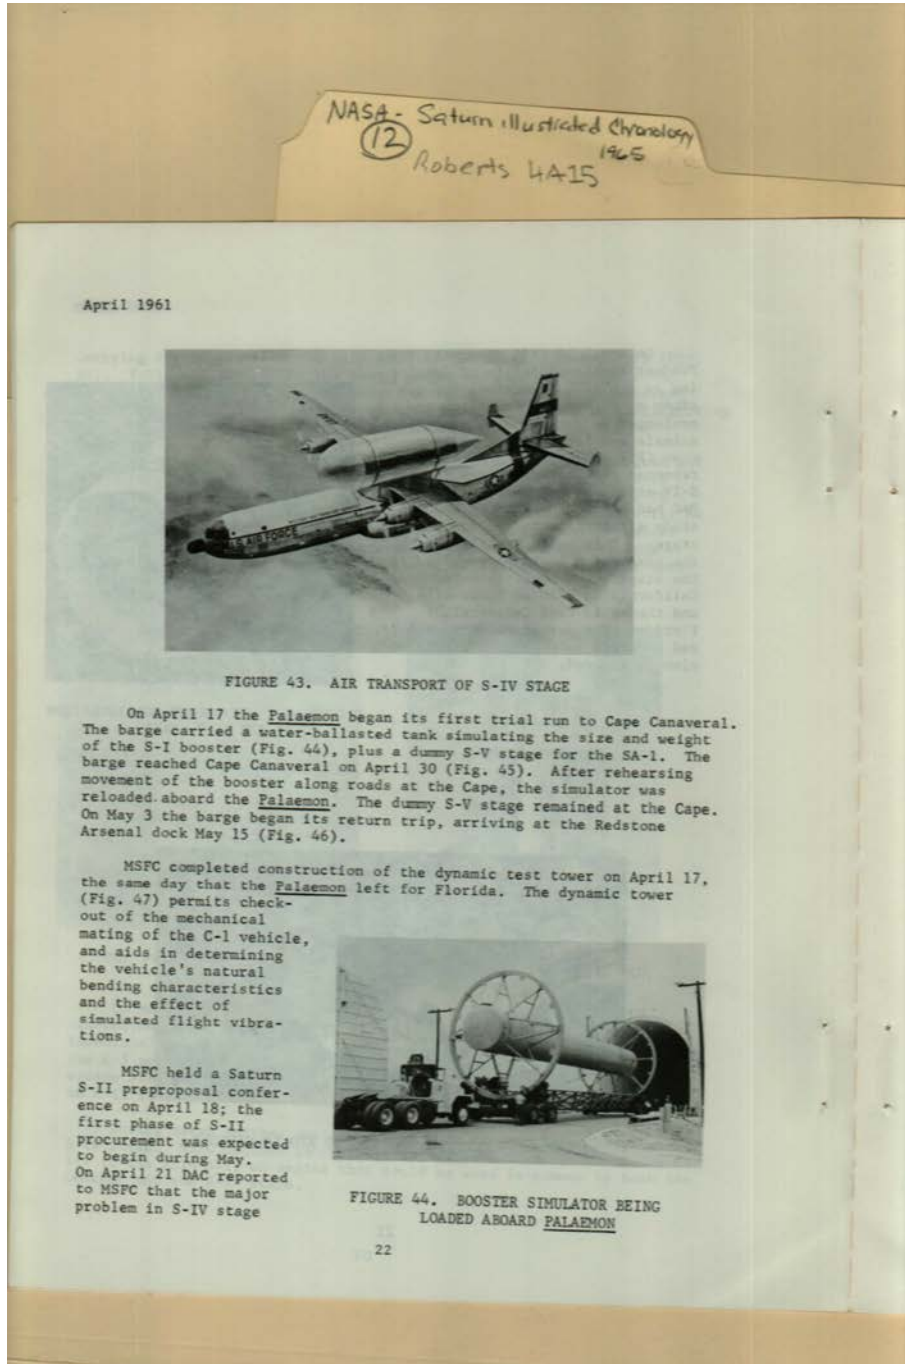 NASA - Saturn illustrated Chronology
12
1965
Roberts 4A15
April 1961
AIR FORCE
FIGURE 43. AIR TRANSPORT OF S-IV STAGE
On April 17 the Palaemon began its first trial run to Cape Canaveral.
The barge carried a water-ballasted tank simulating the size and weight
of the S-I booster (Fig. 44), plus a dummy S-V stage for the SA-1. The
barge reached Cape Canaveral on April 30 (Fig. 45). After rehearsing
movement of the booster along roads at the Cape, the simulator was
reloaded aboard the Palaemon. The dummy S-V stage remained at the Cape.
On May 3 the barge began its return trip, arriving at the Redstone
Arsenal dock May 15 (Fig. 46).
MSFC completed construction of the dynamic test tower on April 17,
the same day that the Palaemon left for Florida. The dynamic tower
(Fig. 47) permits check-
out of the mechanical
mating of the C-1 vehicle,
and aids in determining
the vehicle's natural
bending characteristics
and the effect of
simulated flight vibra-
tions.
MSFC held a Saturn
S-II preproposal confer-
ence on April 18; the
first phase of S-II
procurement was expected
to begin during May.
On April 21 DAC reported
to MSFC that the major
problem in S-IV stage
FIGURE 44. BOOSTER SIMULATOR BEING
LOADED ABOARD PALAEMON
22